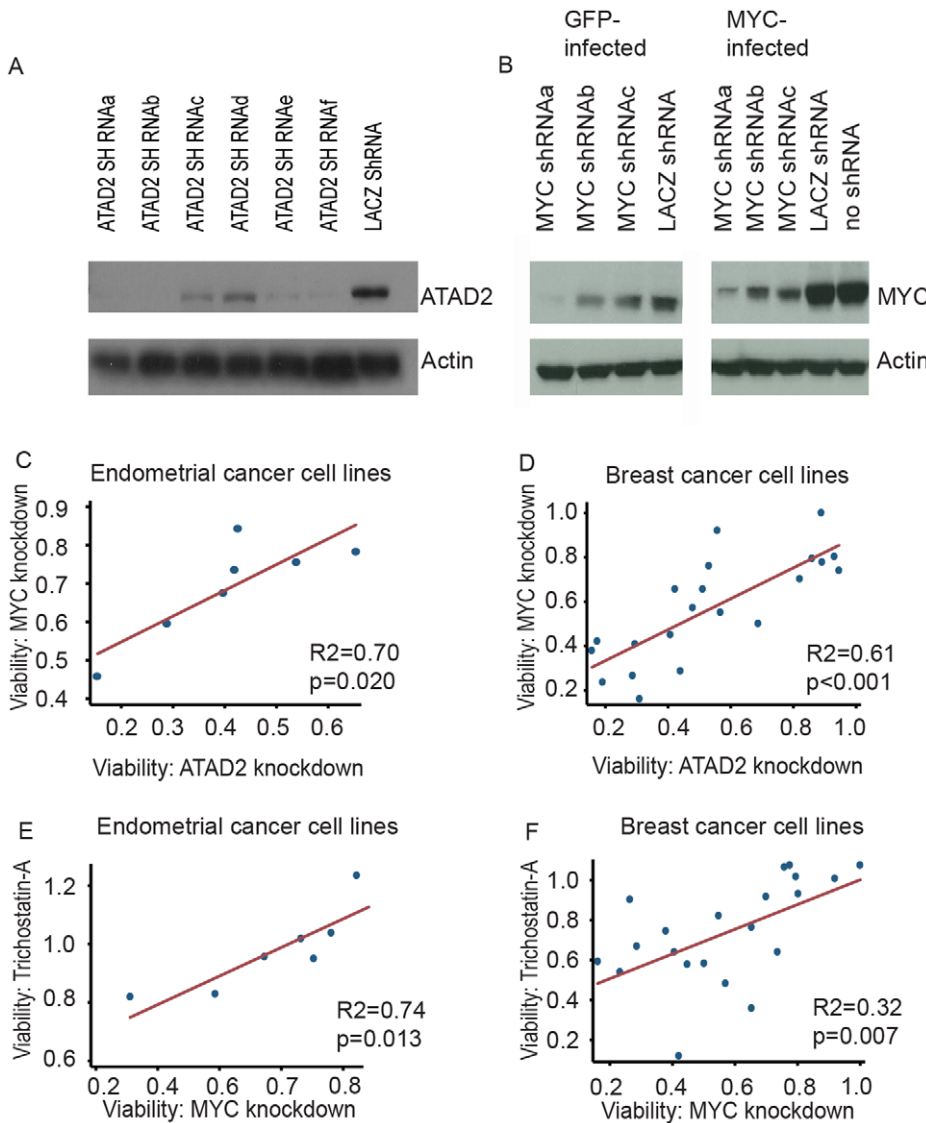 A
ATAD2 SH RNAa
ATAD2 SH RNAb
ATAD2 SH RNAc
ATAD2 SH RNAd
ATAD2 SH RNAe
ATAD2 SH RNAf
LACZ ShRNA
ATAD2
Actin
B
GFP-
infected
MYC-
infected
MYC shRNAa
MYC shRNAb
MYC shRNAc
LACZ shRNA
MYC shRNAa
MYC shRNAb
MYC shRNAc
LACZ shRNA
no shRNA
MYC
Actin
C
Endometrial cancer cell lines
Viability: MYC knockdown
0.9
0.8
0.7
0.6
0.5
0.4
R2=0.70
p=0.020
0.2 0.3 0.4 0.5 0.6
Viability: ATAD2 knockdown
D
Breast cancer cell lines
Viability: MYC knockdown
1.0
0.8
0.6
0.4
0.2
R2=0.61
p<0.001
0.2 0.4 0.6 0.8 1.0
Viability: ATAD2 knockdown
E
Endometrial cancer cell lines
Viability: Trichostatin-A
1.2
1.0
0.8
0.6
R2=0.74
p=0.013
0.2 0.4 0.6 0.8
Viability: MYC knockdown
F
Breast cancer cell lines
Viability: Trichostatin-A
1.0
0.8
0.6
0.4
0.2
R2=0.32
p=0.007
0.2 0.4 0.6 0.8 1.0
Viability: MYC knockdown